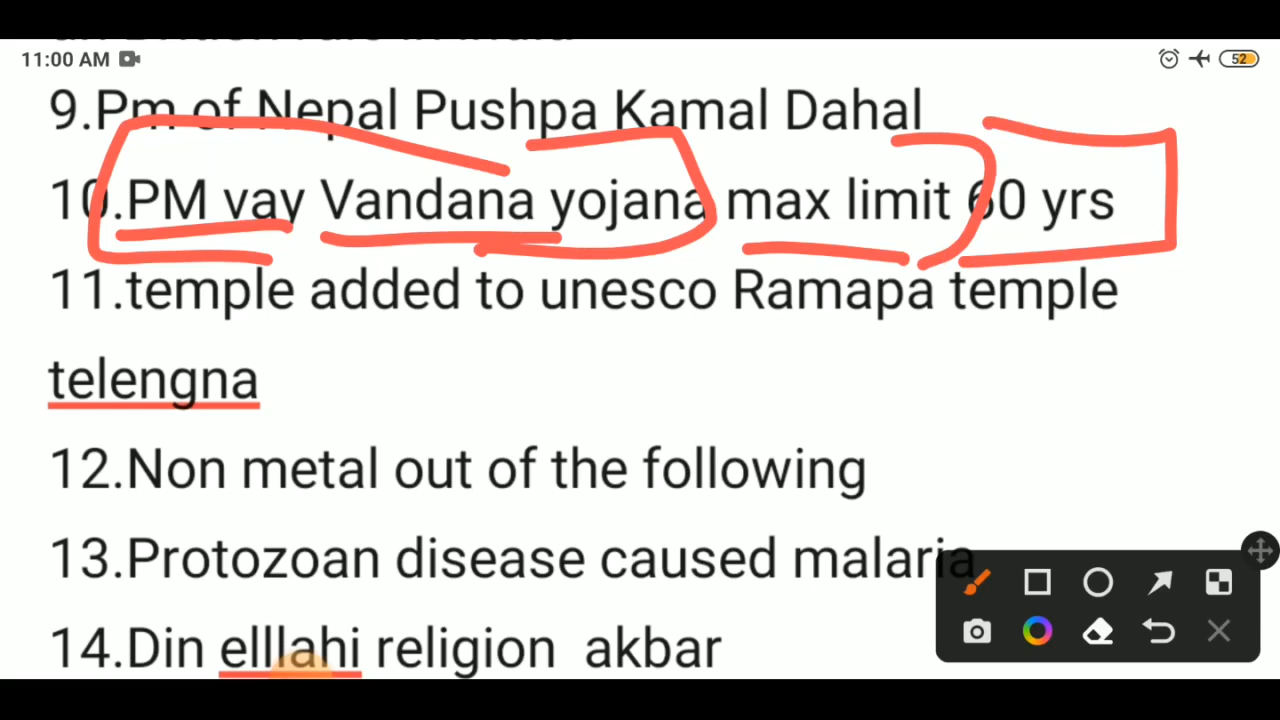 11:00 AM
52
9.Pm of Nepal Pushpa Kamal Dahal
10.PM vay Vandana yojana max limit 60 yrs
11.temple added to unesco Ramapa temple
telengna
12.Non metal out of the following
13.Protozoan disease caused malaria
14.Din elllahi religion akbar